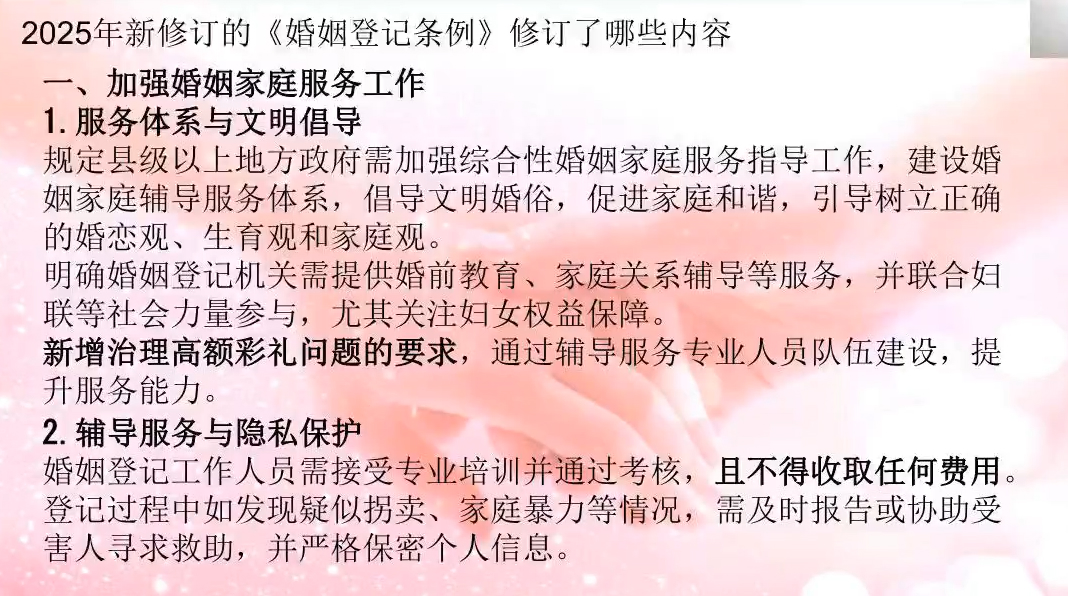 2025年新修订的《婚姻登记条例》修订了哪些内容
一、加强婚姻家庭服务工作
1. 服务体系与文明倡导
规定县级以上地方政府需加强综合性婚姻家庭服务指导工作，建设婚
姻家庭辅导服务体系，倡导文明婚俗，促进家庭和谐，引导树立正确
的婚恋观、生育观和家庭观。
明确婚姻登记机关需提供婚前教育、家庭关系辅导等服务，并联合妇
联等社会力量参与，尤其关注妇女权益保障。
新增治理高额彩礼问题的要求，通过辅导服务专业人员队伍建设，提
升服务能力。
2. 辅导服务与隐私保护
婚姻登记工作人员需接受专业培训并通过考核，且不得收取任何费用。
登记过程中如发现疑似拐卖、家庭暴力等情况，需及时报告或协助受
害人寻求救助，并严格保密个人信息。